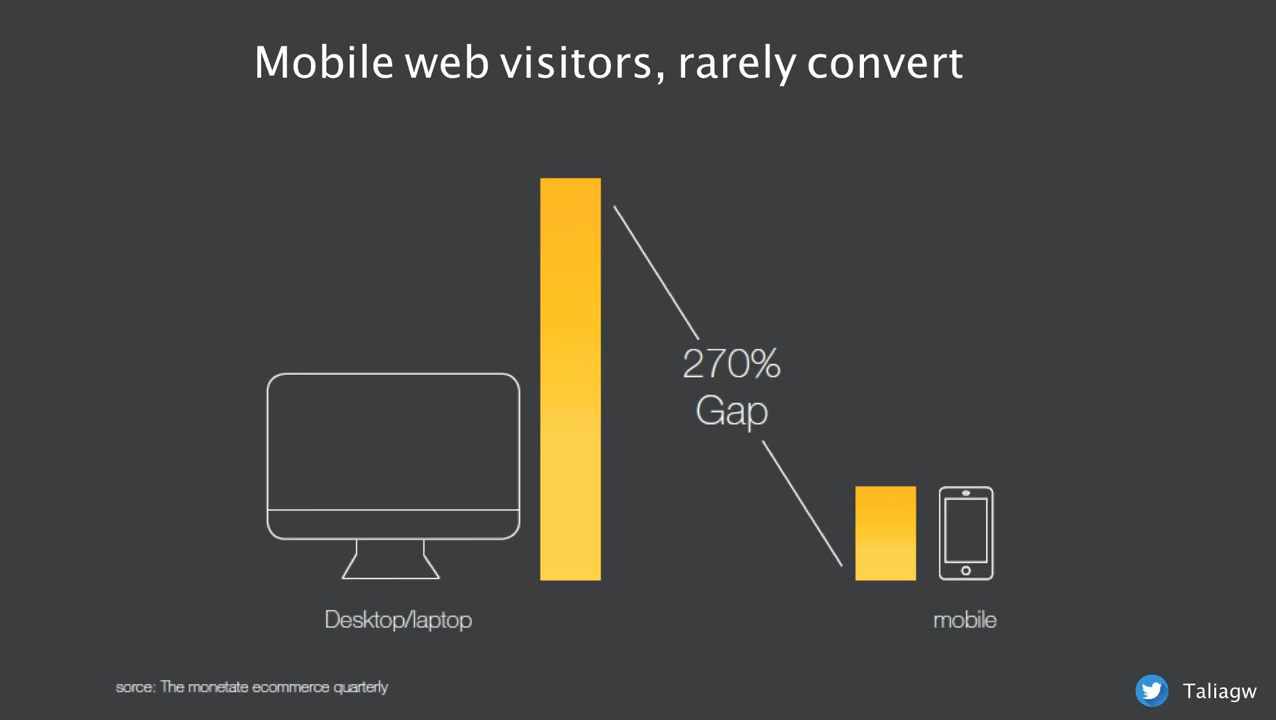 Mobile web visitors, rarely convert
270%
Gap
Desktop/laptop
mobile
sorce: The monetate ecommerce quarterly
Taliagw